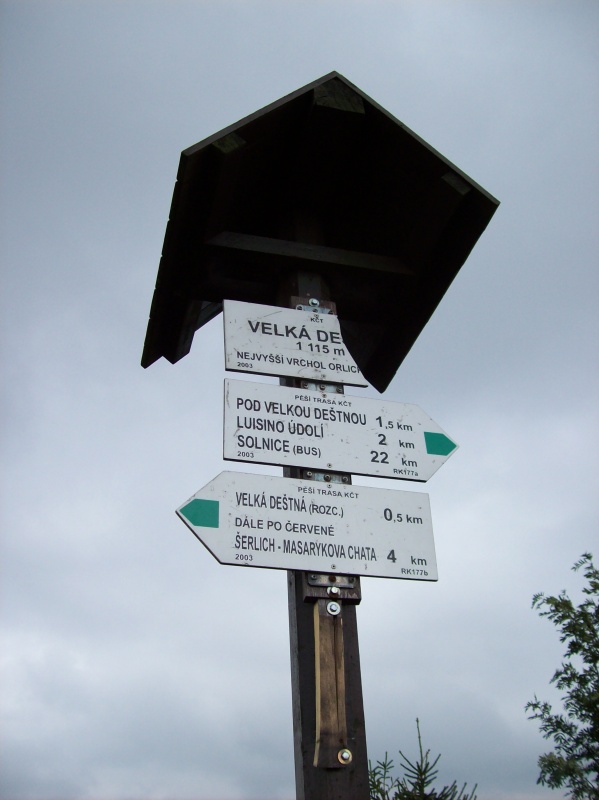 KČT
VELKÁ DE
1 115 m
NEJVYŠŠÍ VRCHOL ORLIC
2003
PĚŠÍ TRASA KČT
POD VELKOU DEŠTNOU 1,5 km
LUISINO ÚDOLÍ 2 km
SOLNICE (BUS) 22 km
2003 RK177a
PĚŠÍ TRASA KČT
VELKÁ DEŠTNÁ (ROZC.) 0,5 km
DÁLE PO ČERVENÉ
ŠERLICH - MASARYKOVA CHATA 4 km
2003 RK177b